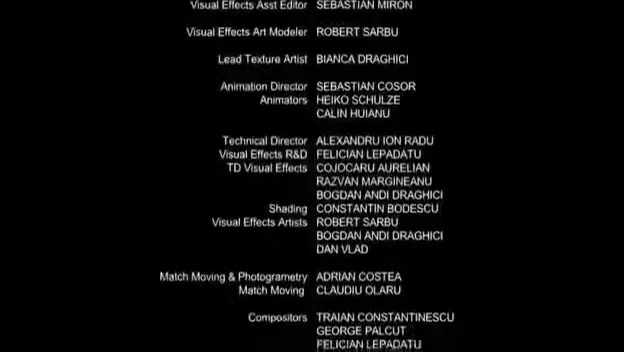 Visual Effects Asst Editor SEBASTIAN MIRON
Visual Effects Art Modeler ROBERT SARBU
Lead Texture Artist BIANCA DRAGHICI
Animation Director SEBASTIAN COSOR
Animators HEIKO SCHULZE
CALIN HUIANU
Technical Director ALEXANDRU ION RADU
Visual Effects R&D FELICIAN LEPADATU
TD Visual Effects COJOCARU AURELIAN
RAZVAN MARGINEANU
BOGDAN ANDI DRAGHICI
Shading CONSTANTIN BODESCU
Visual Effects Artists ROBERT SARBU
BOGDAN ANDI DRAGHICI
DAN VLAD
Match Moving & Photogrametry ADRIAN COSTEA
Match Moving CLAUDIU OLARU
Compositors TRAIAN CONSTANTINESCU
GEORGE PALCUT
FELICIAN LEPADATU